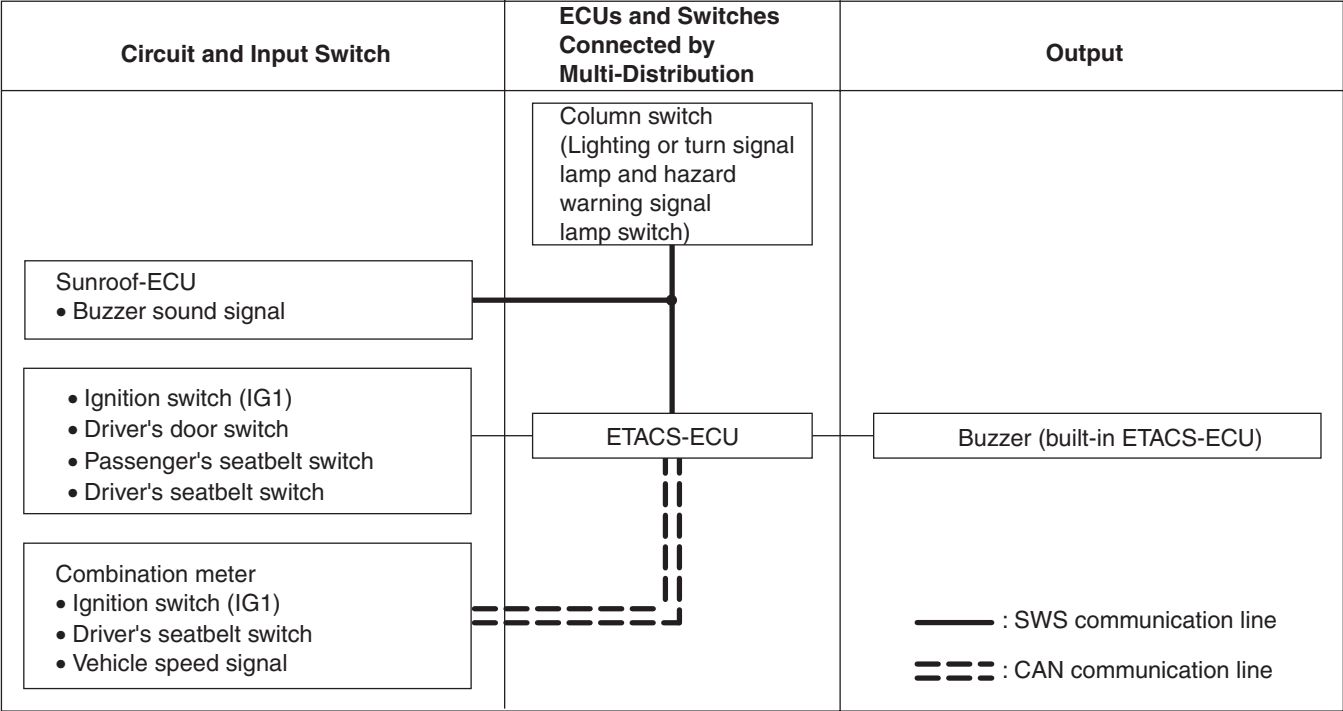 Circuit and Input Switch
ECUs and Switches
Connected by
Multi-Distribution
Output
Column switch
(Lighting or turn signal
lamp and hazard
warning signal
lamp switch)
Sunroof-ECU
• Buzzer sound signal
• Ignition switch (IG1)
• Driver's door switch
• Passenger's seatbelt switch
• Driver's seatbelt switch
ETACS-ECU
Buzzer (built-in ETACS-ECU)
Combination meter
• Ignition switch (IG1)
• Driver's seatbelt switch
• Vehicle speed signal
: SWS communication line
: CAN communication line